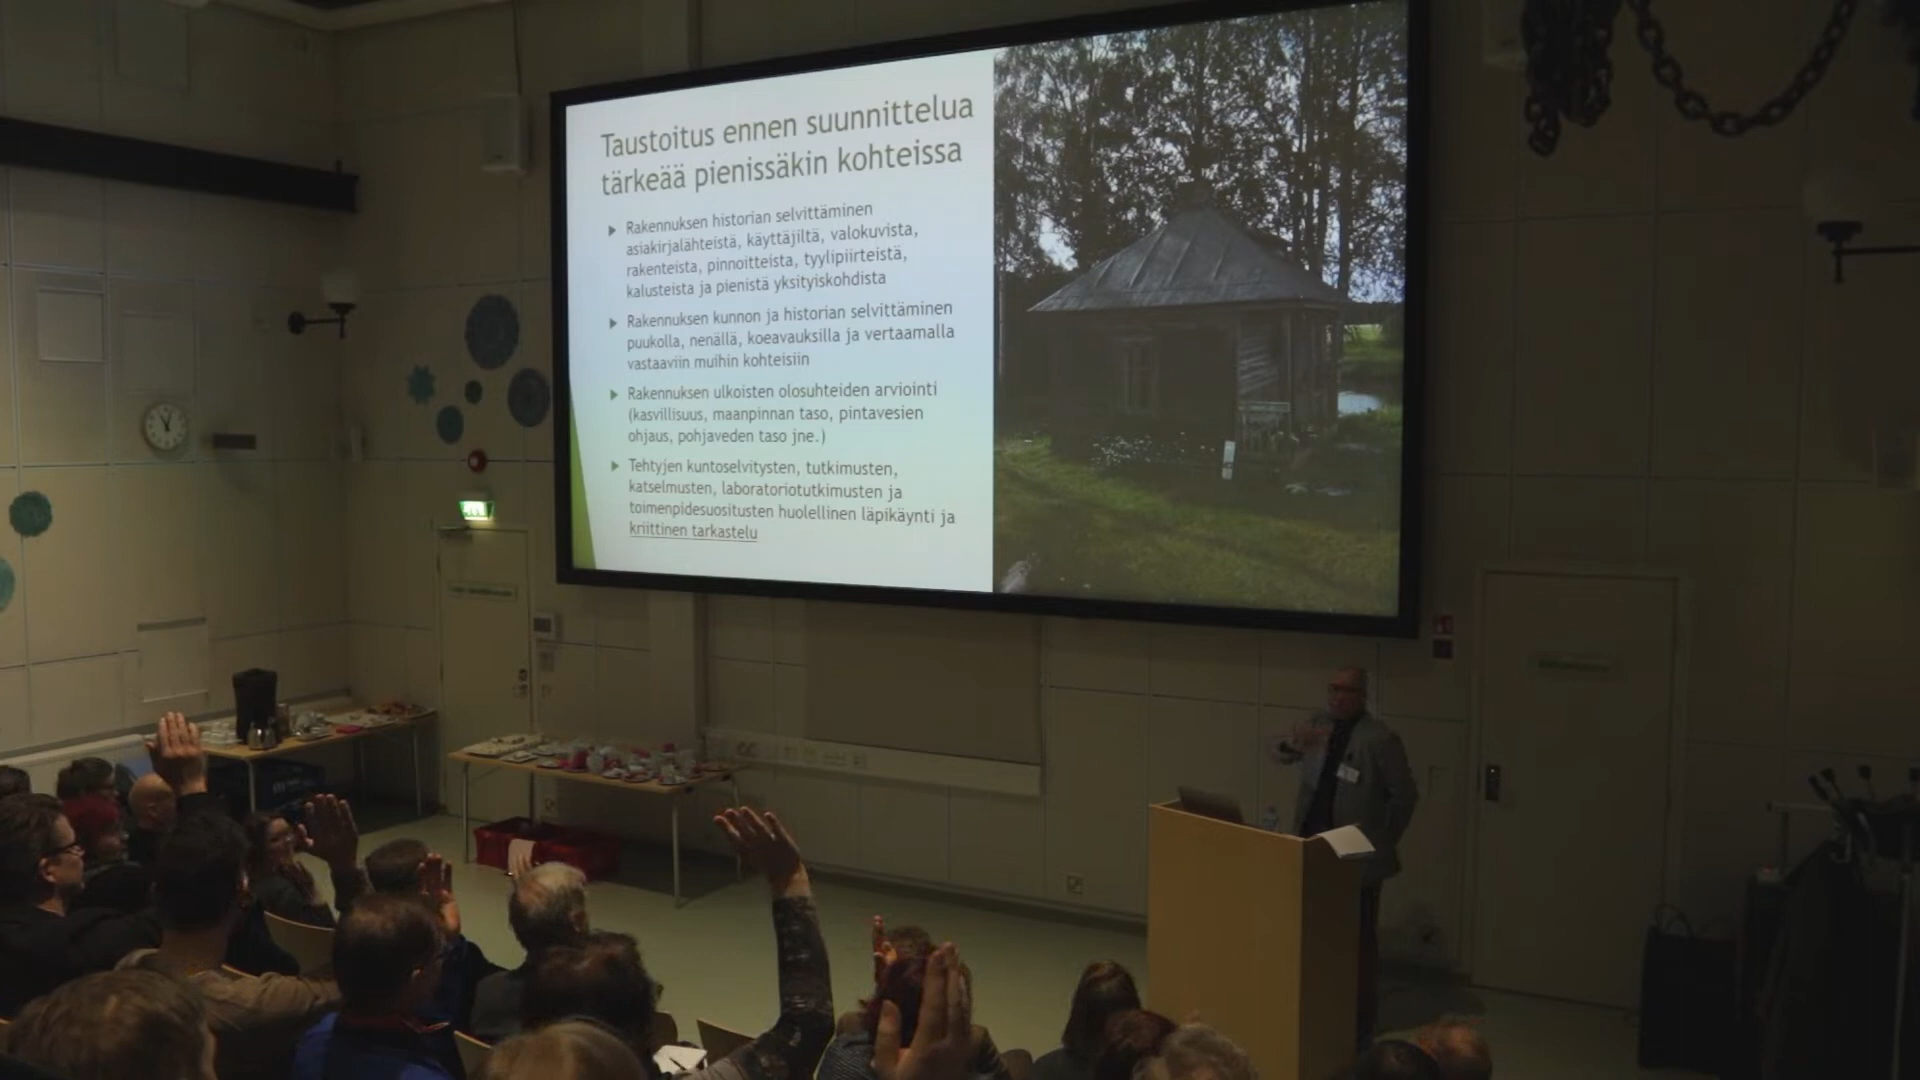 Taustoitus ennen suunnittelua
tärkeää pienissäkin kohteissa
Rakennuksen historian selvittäminen
asiakirjalähteistä, käyttäjiltä, valokuvista,
rakenteista, pinnoitteista, tyylipiirteistä,
kalusteista ja pienistä yksityiskohdista
Rakennuksen kunnon ja historian selvittäminen
puukolla, nenällä, koeavauksilla ja vertaamalla
vastaaviin muihin kohteisiin
Rakennuksen ulkoisten olosuhteiden arviointi
(kasvillisuus, maanpinnan taso, pintavesien
ohjaus, pohjaveden taso jne.)
Tehtyjen kuntoselvitysten, tutkimusten,
katselmusten, laboratoriotutkimusten ja
toimenpidesuositusten huolellinen läpikäynti ja
kriittinen tarkastelu